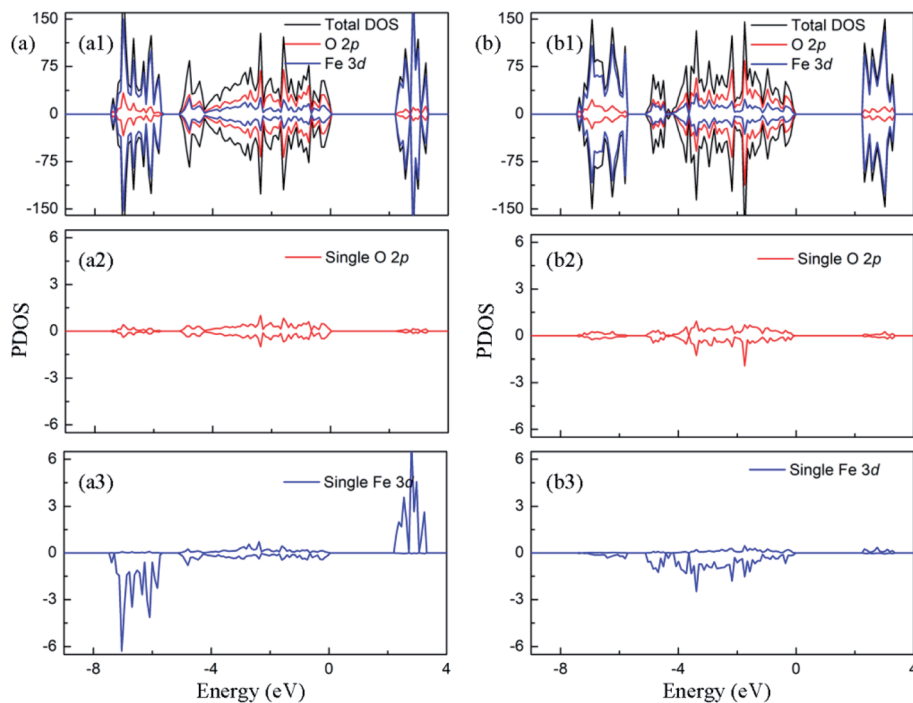 (a) (a1) Total DOS
O 2p
Fe 3d
150
75
0
-75
-150
(b) (b1) Total DOS
O 2p
Fe 3d
150
75
0
-75
-150
(a2) Single O 2p
6
3
0
-3
-6
PDOS
(b2) Single O 2p
6
3
0
-3
-6
PDOS
(a3) Single Fe 3d
6
3
0
-3
-6
-8 -4 0 4
Energy (eV)
(b3) Single Fe 3d
6
3
0
-3
-6
-8 -4 0 4
Energy (eV)